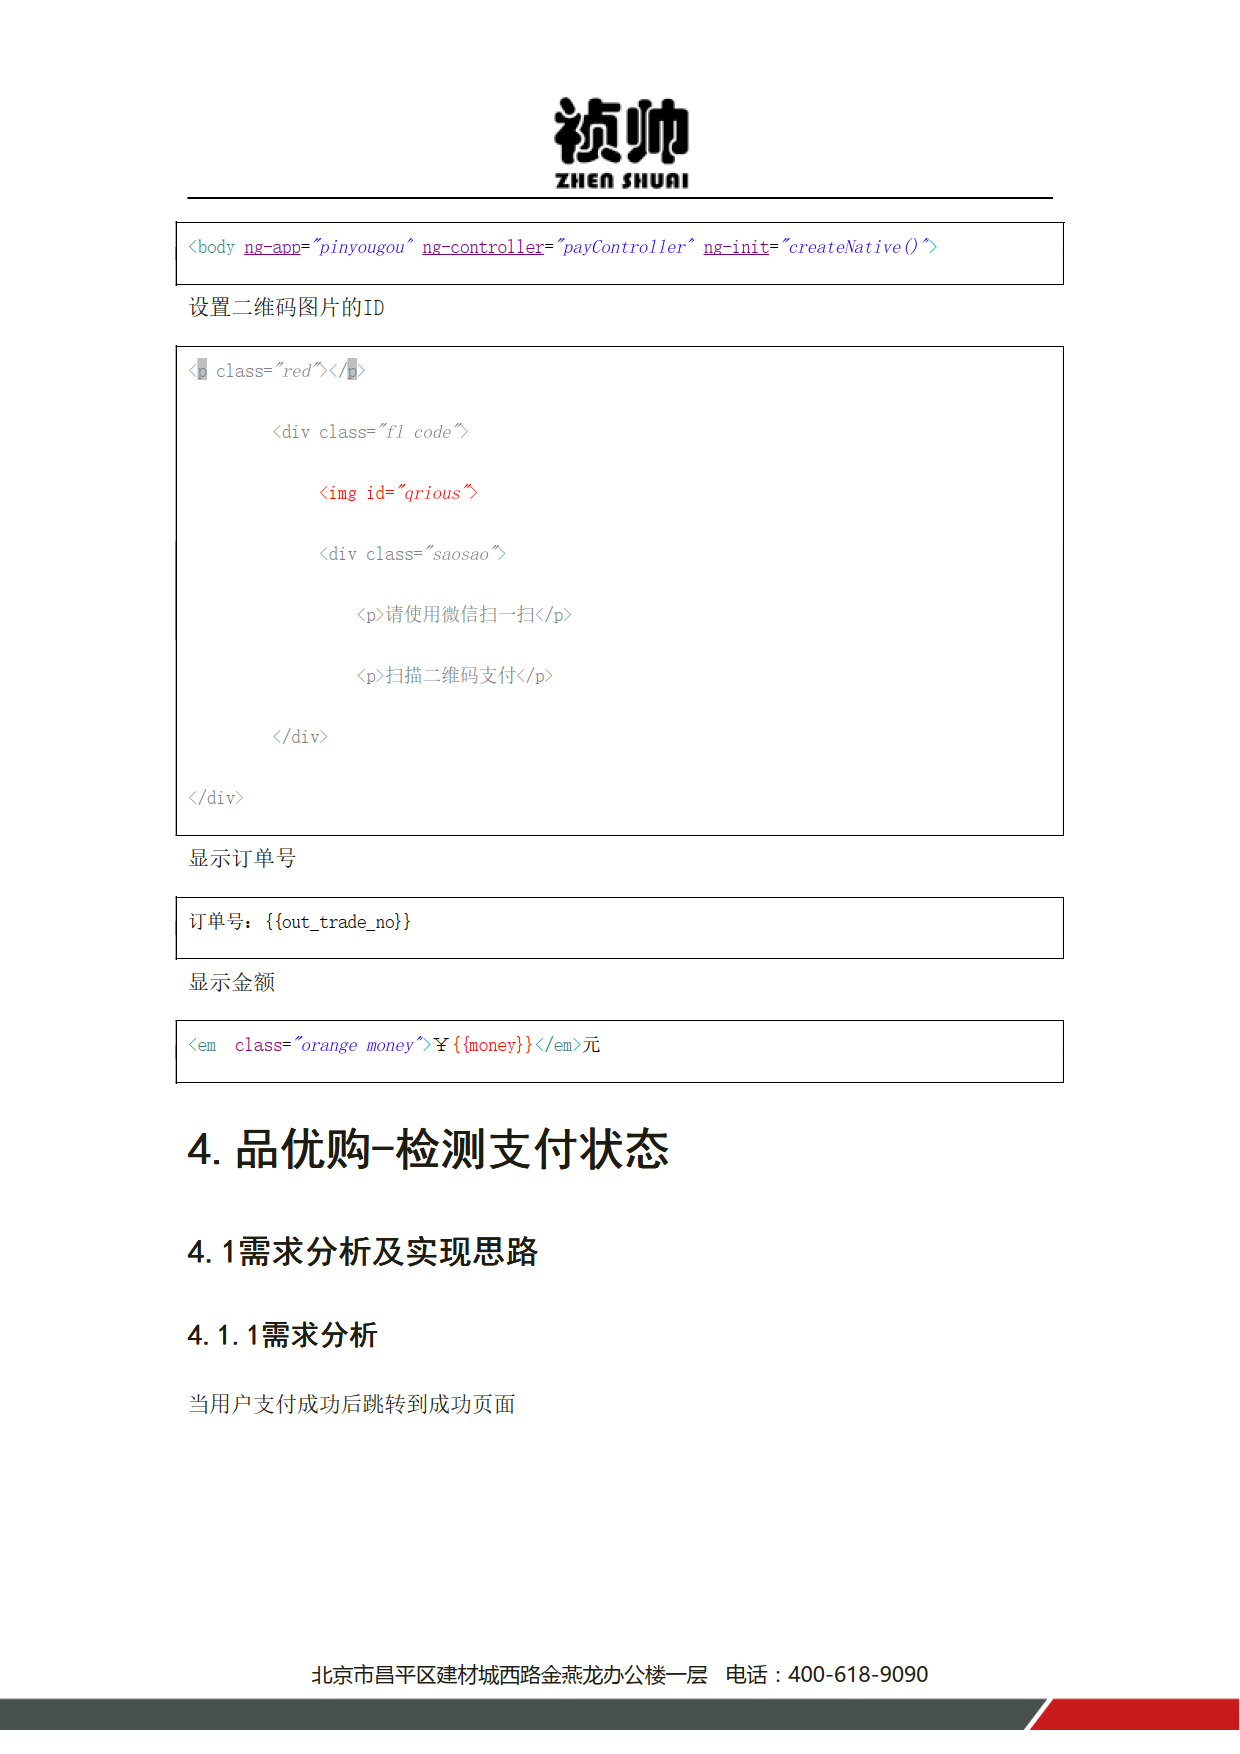 祯帅
ZHEN SHUAI
<body ng-app="pinyougou" ng-controller="payController" ng-init="createNative()">
设置二维码图片的ID
<p class="red"></p>
<div class="fl code">
<img id="qrious">
<div class="saosao">
<p>请使用微信扫一扫</p>
<p>扫描二维码支付</p>
</div>
</div>
显示订单号
订单号：{{out_trade_no}}
显示金额
<em  class="orange money">￥{{money}}</em>元
4.品优购-检测支付状态
4.1需求分析及实现思路
4.1.1需求分析
当用户支付成功后跳转到成功页面
北京市昌平区建材城西路金燕龙办公楼一层   电话：400-618-9090